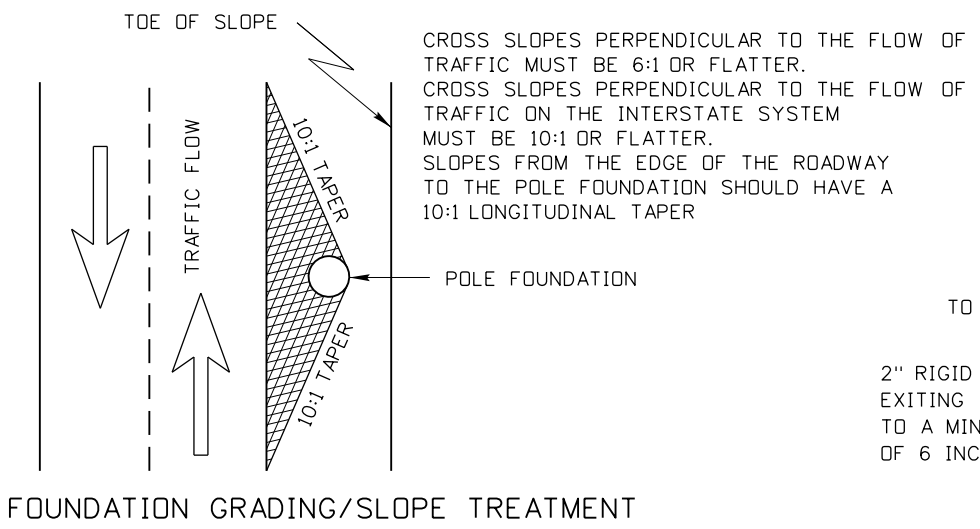 TOE OF SLOPE
CROSS SLOPES PERPENDICULAR TO THE FLOW OF
TRAFFIC MUST BE 6:1 OR FLATTER.
CROSS SLOPES PERPENDICULAR TO THE FLOW OF
TRAFFIC ON THE INTERSTATE SYSTEM
MUST BE 10:1 OR FLATTER.
SLOPES FROM THE EDGE OF THE ROADWAY
TO THE POLE FOUNDATION SHOULD HAVE A
10:1 LONGITUDINAL TAPER
TRAFFIC FLOW
10:1 TAPER
POLE FOUNDATION
10:1 TAPER
TO
2" RIGID
EXITING
TO A MIN
OF 6 INC
FOUNDATION GRADING/SLOPE TREATMENT